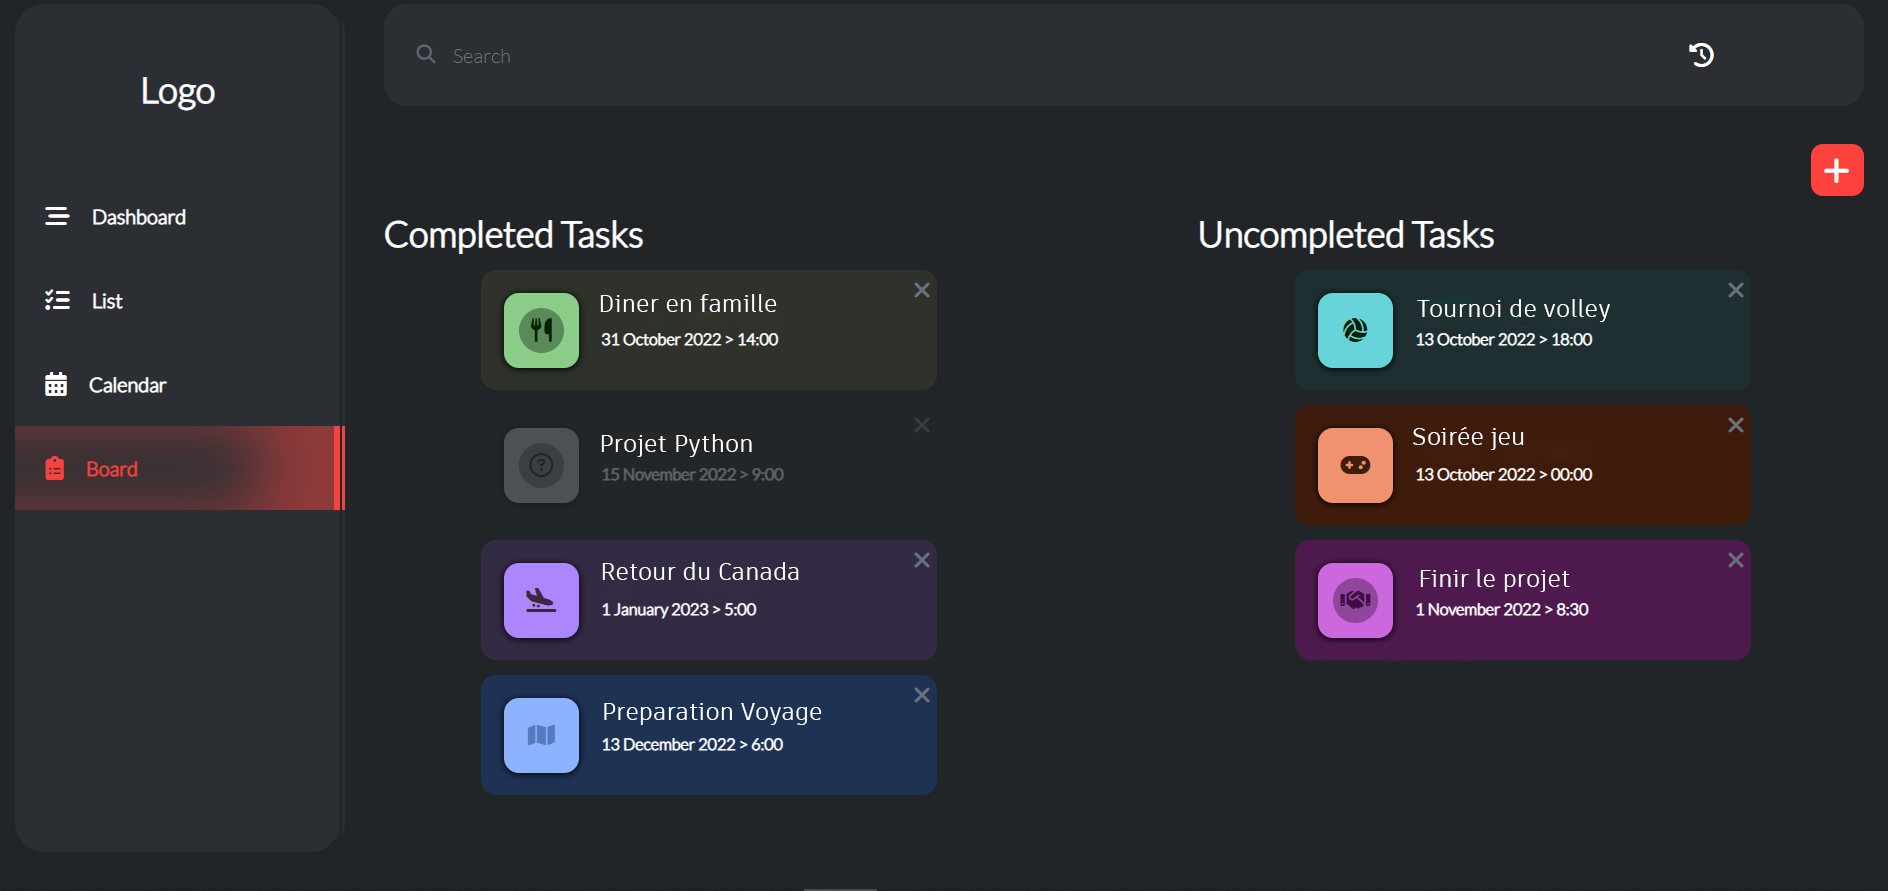 Logo
Dashboard
List
Calendar
Board
Search
Completed Tasks
Diner en famille
31 October 2022 > 14:00
Projet Python
15 November 2022 > 9:00
Retour du Canada
1 January 2023 > 5:00
Preparation Voyage
13 December 2022 > 6:00
Uncompleted Tasks
Tournoi de volley
13 October 2022 > 18:00
Soirée jeu
13 October 2022 > 00:00
Finir le projet
1 November 2022 > 8:30